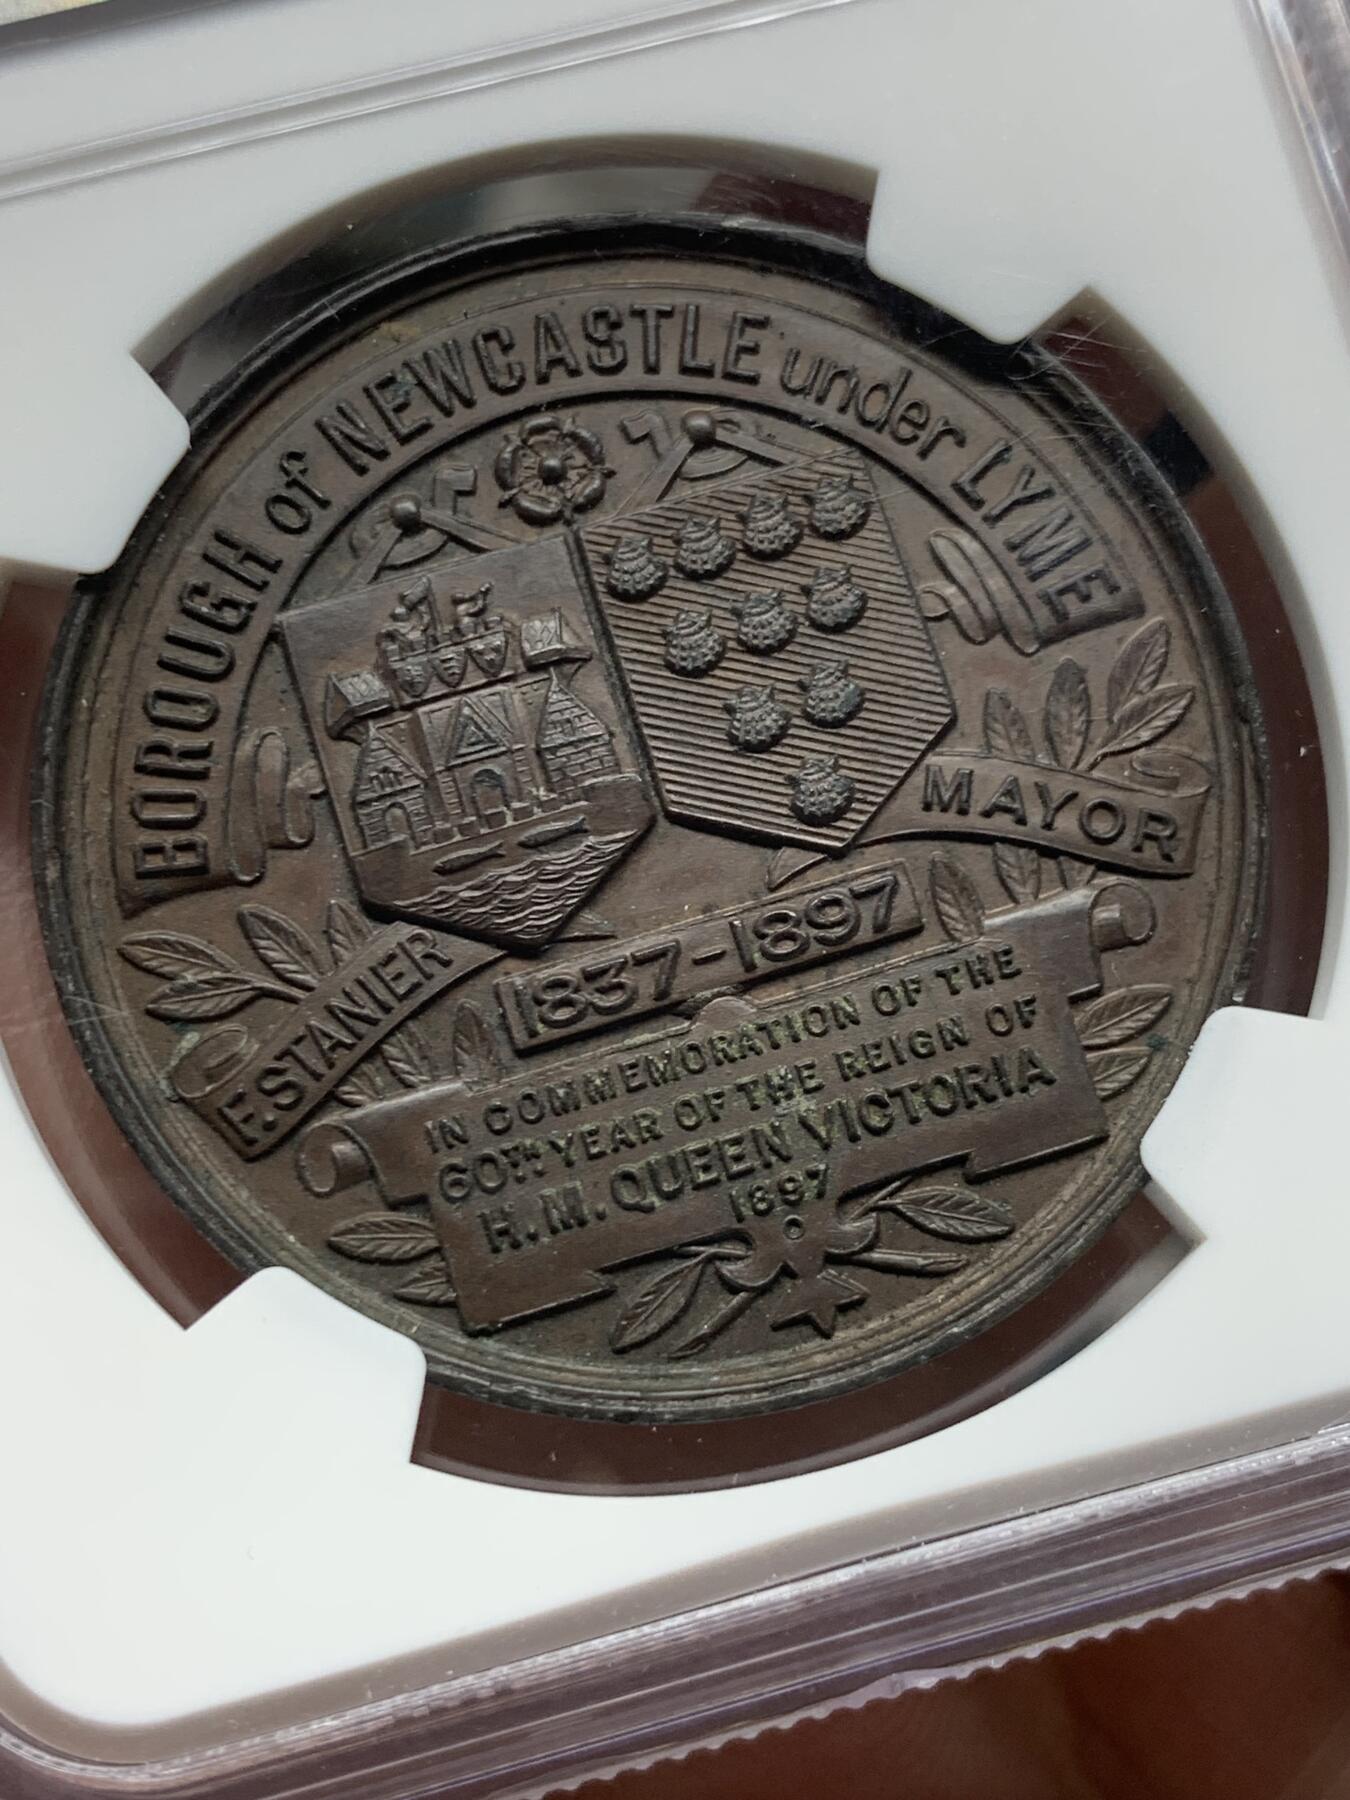 BOROUGH of NEWCASTLE under LYME
F. STANIER
MAYOR
1837-1897
IN COMMEMORATION OF THE
60TH YEAR OF THE REIGN OF
H.M. QUEEN VICTORIA
1897